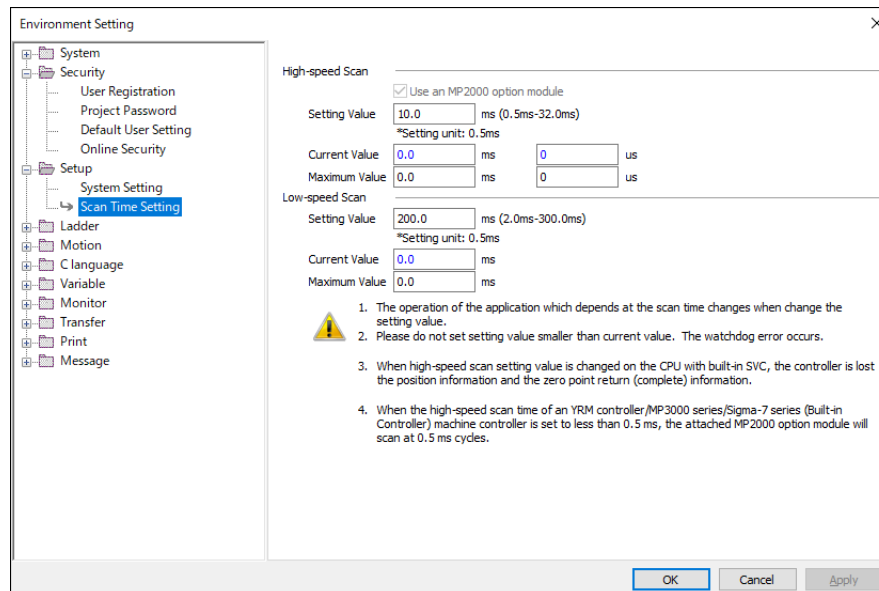 Environment Setting
System
Security
User Registration
Project Password
Default User Setting
Online Security
Setup
System Setting
Scan Time Setting
Ladder
Motion
C language
Variable
Monitor
Transfer
Print
Message
High-speed Scan
Use an MP2000 option module
Setting Value 10.0 ms (0.5ms-32.0ms)
*Setting unit: 0.5ms
Current Value 0.0 ms 0 us
Maximum Value 0.0 ms 0 us
Low-speed Scan
Setting Value 200.0 ms (2.0ms-300.0ms)
*Setting unit: 0.5ms
Current Value 0.0 ms
Maximum Value 0.0 ms
1. The operation of the application which depends at the scan time changes when change the
setting value.
2. Please do not set setting value smaller than current value. The watchdog error occurs.
3. When high-speed scan setting value is changed on the CPU with built-in SVC, the controller is lost
the position information and the zero point return (complete) information.
4. When the high-speed scan time of an YRM controller/MP3000 series/Sigma-7 series (Built-in
Controller) machine controller is set to less than 0.5 ms, the attached MP2000 option module will
scan at 0.5 ms cycles.
OK Cancel Apply